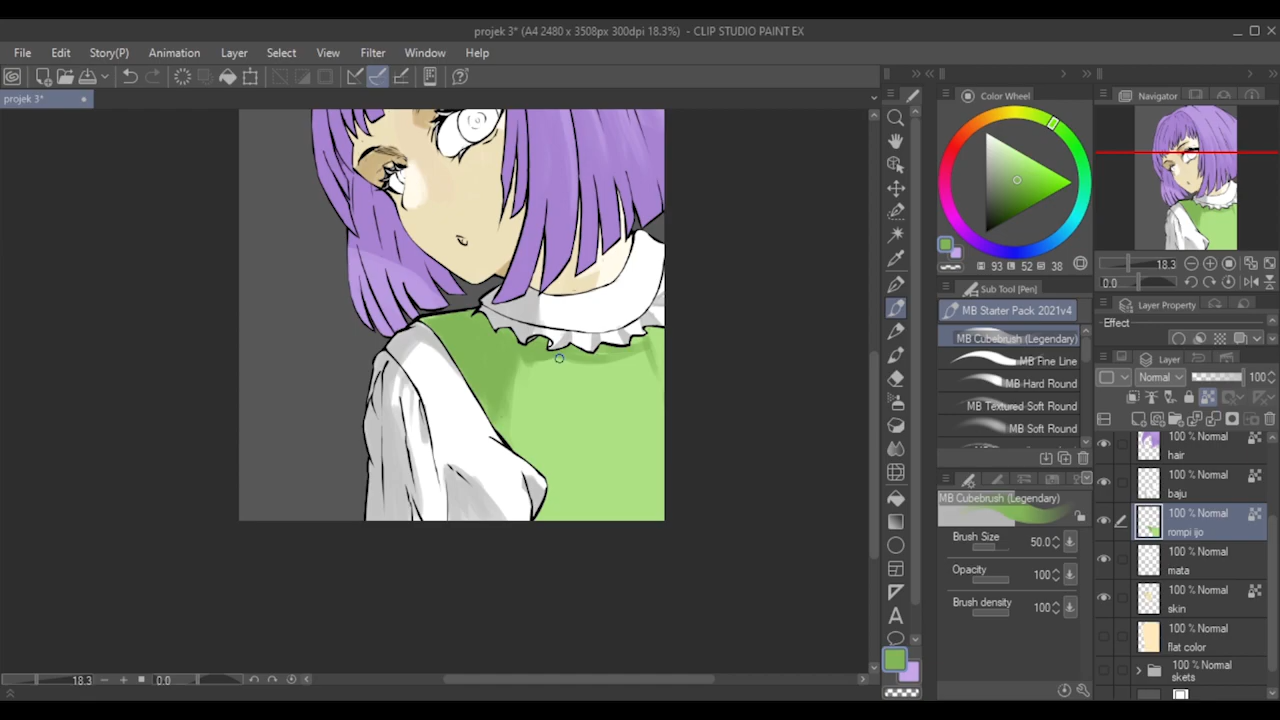 projek 3* (A4 2480 x 3508px 300dpi 18.3%) - CLIP STUDIO PAINT EX
File Edit Story(P) Animation Layer Select View Filter Window Help
projek 3*
Color Wheel
93 52 38
Sub Tool [Pen]
MB Starter Pack 2021v4
MB Cubebrush (Legendary)
MB Fine Line
MB Hard Round
MB Textured Soft Round
MB Soft Round
MB Cubebrush (Legendary)
Brush Size 50.0
Opacity 100
Brush density 100
Navigator
18.3
0.0
Layer Property
Effect
Layer
Normal 100
100 % Normal
hair
100 % Normal
baju
100 % Normal
rompi ijo
100 % Normal
mata
100 % Normal
skin
100 % Normal
flat color
100 % Normal
skets
18.3 0.0